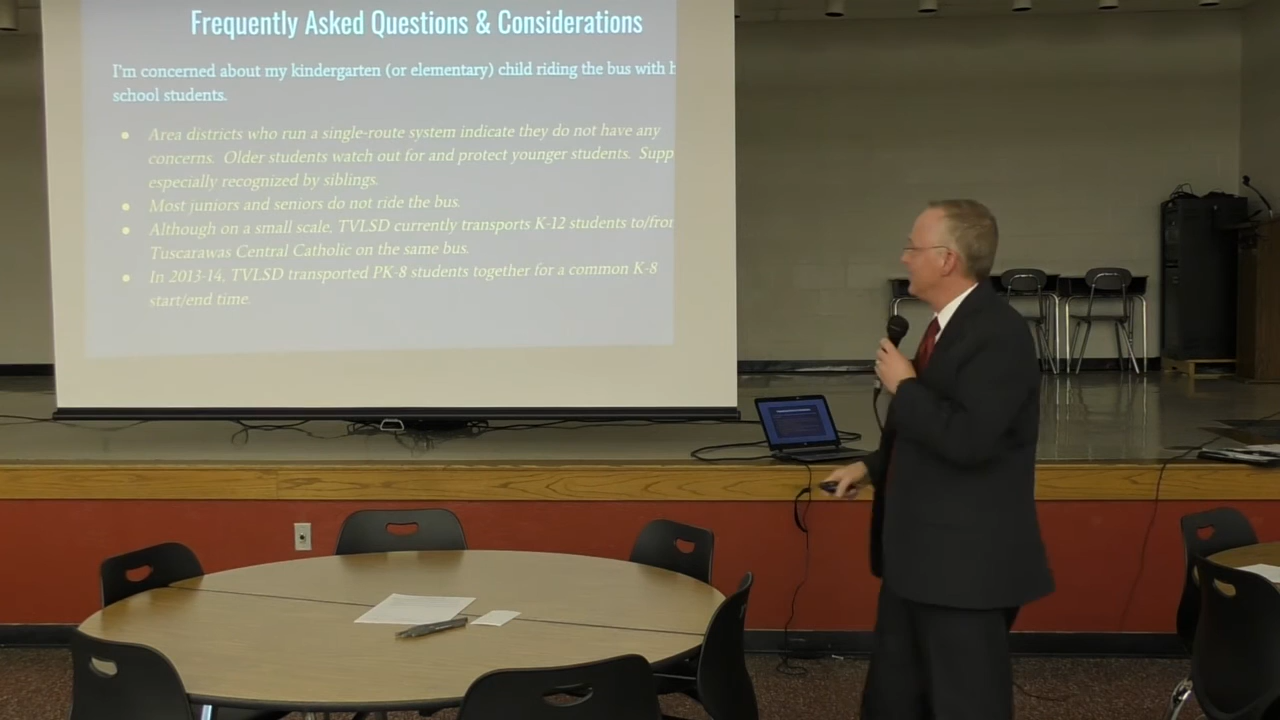 Frequently Asked Questions & Considerations
I'm concerned about my kindergarten (or elementary) child riding the bus with
school students.
• Area districts who run a single-route system indicate they do not have any
concerns. Older students watch out for and protect younger students. Supp
especially recognized by siblings.
• Most juniors and seniors do not ride the bus.
• Although on a small scale, TVLSD currently transports K-12 students to/from
Tuscarawas Central Catholic on the same bus.
• In 2013-14, TVLSD transported PK-8 students together for a common K-8
start/end time.